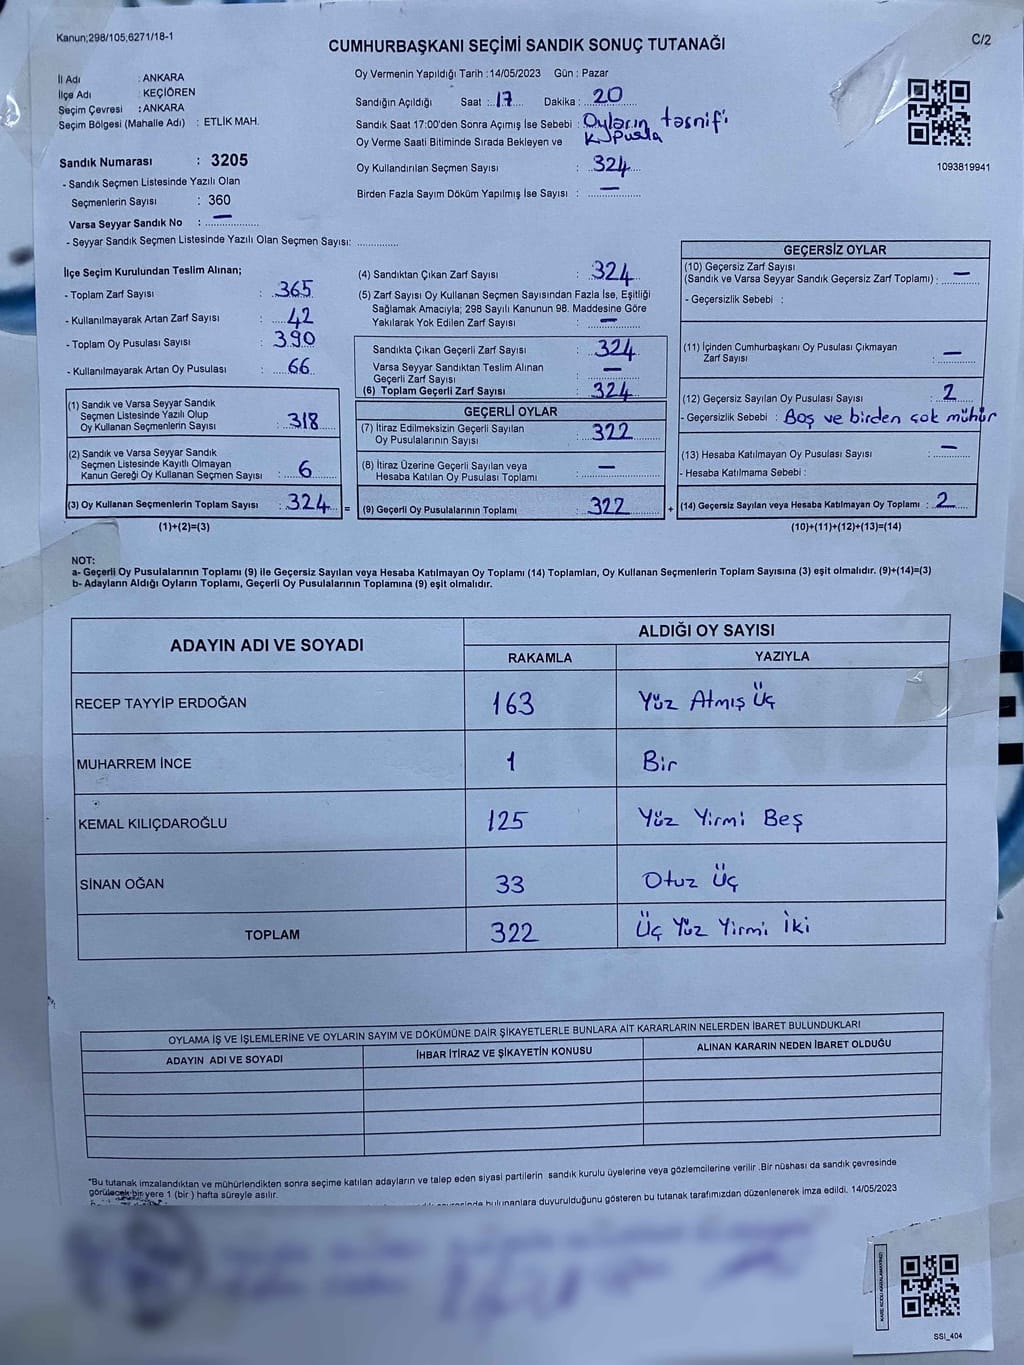 Kanun;298/105,6271/18-1
CUMHURBAŞKANI SEÇİMİ SANDIK SONUÇ TUTANAĞI
C/2
İl Adı : ANKARA
İlçe Adı : KEÇİÖREN
Seçim Çevresi : ANKARA
Seçim Bölgesi (Mahalle Adı) : ETLİK MAH.
Sandık Numarası : 3205
- Sandık Seçmen Listesinde Yazılı Olan
Seçmenlerin Sayısı : 360
Varsa Seyyar Sandık No : —
- Seyyar Sandık Seçmen Listesinde Yazılı Olan Seçmen Sayısı: ..............
Oy Vermenin Yapıldığı Tarih : 14/05/2023 Gün : Pazar
Sandığın Açıldığı Saat : 17 Dakika : 20
Sandık Saat 17:00'den Sonra Açımış İse Sebebi : Oyların tasnifi
Oy Verme Saati Bitiminde Sırada Bekleyen ve
Oy Kullandırılan Seçmen Sayısı : 324
Birden Fazla Sayım Döküm Yapılmış İse Sayısı : —
1093819941
İlçe Seçim Kurulundan Teslim Alınan;
- Toplam Zarf Sayısı : 365
- Kullanılmayarak Artan Zarf Sayısı : 42
- Toplam Oy Pusulası Sayısı : 390
- Kullanılmayarak Artan Oy Pusulası : 66
(1) Sandık ve Varsa Seyyar Sandık
Seçmen Listesinde Yazılı Olup
Oy Kullanan Seçmenlerin Sayısı : 318
(2) Sandık ve Varsa Seyyar Sandık
Seçmen Listesinde Kayıtlı Olmayan
Kanun Gereği Oy Kullanan Seçmen Sayısı : 6
(3) Oy Kullanan Seçmenlerin Toplam Sayısı : 324 =
(1)+(2)=(3)
(4) Sandıktan Çıkan Zarf Sayısı : 324
(5) Zarf Sayısı Oy Kullanan Seçmen Sayısından Fazla İse, Eşitliği
Sağlamak Amacıyla; 298 Sayılı Kanunun 98. Maddesine Göre
Yakılarak Yok Edilen Zarf Sayısı : —
Sandıkta Çıkan Geçerli Zarf Sayısı : 324
Varsa Seyyar Sandıktan Teslim Alınan
Geçerli Zarf Sayısı : —
(6) Toplam Geçerli Zarf Sayısı : 324
GEÇERLİ OYLAR
(7) İtiraz Edilmeksizin Geçerli Sayılan
Oy Pusulalarının Sayısı : 322
(8) İtiraz Üzerine Geçerli Sayılan veya
Hesaba Katılan Oy Pusulası Toplamı : —
(9) Geçerli Oy Pusulalarının Toplamı : 322 +
GEÇERSİZ OYLAR
(10) Geçersiz Zarf Sayısı
(Sandık ve Varsa Seyyar Sandık Geçersiz Zarf Toplamı) : —
- Geçersizlik Sebebi :
(11) İçinden Cumhurbaşkanı Oy Pusulası Çıkmayan
Zarf Sayısı : —
(12) Geçersiz Sayılan Oy Pusulası Sayısı : 2
- Geçersizlik Sebebi : Boş ve birden çok mühür
(13) Hesaba Katılmayan Oy Pusulası Sayısı : —
- Hesaba Katılmama Sebebi :
(14) Geçersiz Sayılan veya Hesaba Katılmayan Oy Toplamı : 2
(10)+(11)+(12)+(13)=(14)
NOT:
a- Geçerli Oy Pusulalarının Toplamı (9) ile Geçersiz Sayılan veya Hesaba Katılmayan Oy Toplamı (14) Toplamları, Oy Kullanan Seçmenlerin Toplam Sayısına (3) eşit olmalıdır. (9)+(14)=(3)
b- Adayların Aldığı Oyların Toplamı, Geçerli Oy Pusulalarının Toplamına (9) eşit olmalıdır.
ADAYIN ADI VE SOYADI
ALDIĞI OY SAYISI
RAKAMLA YAZIYLA
RECEP TAYYİP ERDOĞAN 163 Yüz Atmış Üç
MUHARREM İNCE 1 Bir
KEMAL KILIÇDAROĞLU 125 Yüz Yirmi Beş
SİNAN OĞAN 33 Otuz Üç
TOPLAM 322 Üç Yüz Yirmi İki
OYLAMA İŞ VE İŞLEMLERİNE VE OYLARIN SAYIM VE DÖKÜMÜNE DAİR ŞİKAYETLERLE BUNLARA AİT KARARLARIN NELERDEN İBARET BULUNDUKLARI
ADAYIN ADI VE SOYADI İHBAR İTİRAZ VE ŞİKAYETİN KONUSU ALINAN KARARIN NEDEN İBARET OLDUĞU
*Bu tutanak imzalandıktan ve mühürlendikten sonra seçime katılan adayların ve talep eden siyasi partilerin sandık kurulu üyelerine veya gözlemcilerine verilir .Bir nüshası da sandık çevresinde
görülecek bir yere 1 (bir ) hafta süreyle asılır.
bulunanlara duyurulduğunu gösteren bu tutanak tarafımızdan düzenlenerek imza edildi. 14/05/2023
SSI_404